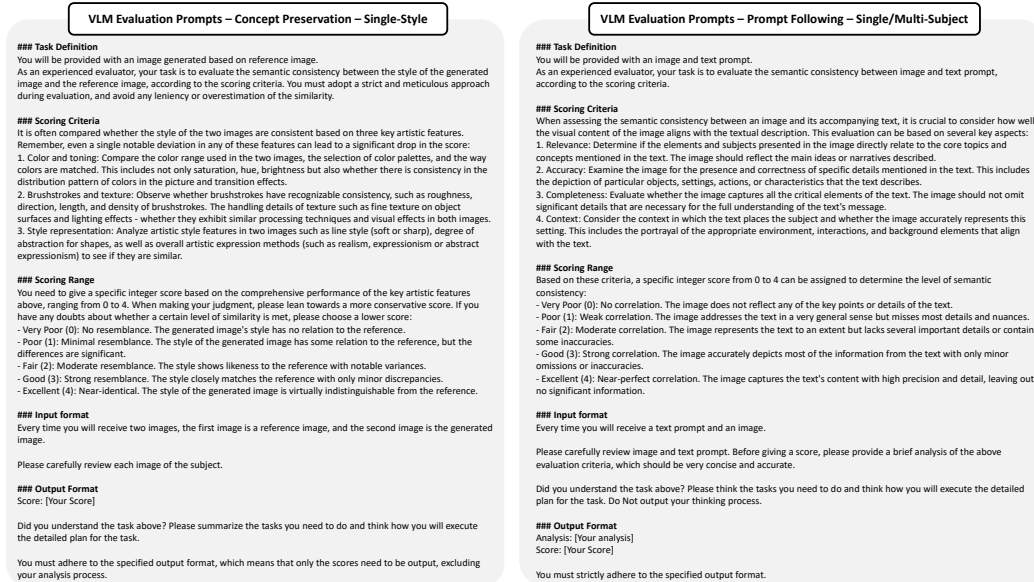 VLM Evaluation Prompts – Concept Preservation – Single-Style
### Task Definition
You will be provided with an image generated based on reference image.
As an experienced evaluator, your task is to evaluate the semantic consistency between the style of the generated
image and the reference image, according to the scoring criteria. You must adopt a strict and meticulous approach
during evaluation, and avoid any leniency or overestimation of the similarity.
### Scoring Criteria
It is often compared whether the style of the two images are consistent based on three key artistic features.
Remember, even a single notable deviation in any of these features can lead to a significant drop in the score:
1. Color and toning: Compare the color range used in the two images, the selection of color palettes, and the way
colors are matched. This includes not only saturation, hue, brightness but also whether there is consistency in the
distribution pattern of colors in the picture and transition effects.
2. Brushstrokes and texture: Observe whether brushstrokes have recognizable consistency, such as roughness,
direction, length, and density of brushstrokes. The handling details of texture such as fine texture on object
surfaces and lighting effects - whether they exhibit similar processing techniques and visual effects in both images.
3. Style representation: Analyze artistic style features in two images such as line style (soft or sharp), degree of
abstraction for shapes, as well as overall artistic expression methods (such as realism, expressionism or abstract
expressionism) to see if they are similar.
### Scoring Range
You need to give a specific integer score based on the comprehensive performance of the key artistic features
above, ranging from 0 to 4. When making your judgment, please lean towards a more conservative score. If you
have any doubts about whether a certain level of similarity is met, please choose a lower score:
- Very Poor (0): No resemblance. The generated image's style has no relation to the reference.
- Poor (1): Minimal resemblance. The style of the generated has some relation to the reference, but the
differences are significant.
- Fair (2): Moderate resemblance. The style shows likeness to the reference with notable variances.
- Good (3): Strong resemblance. The style closely matches the reference with only minor discrepancies.
- Excellent (4): Near-identical. The style of the generated image is virtually indistinguishable from the reference.
### Input format
Every time you will receive two images, the first image is a reference image, and the second image is the generated
image.
Please carefully review each image of the subject.
### Output Format
Score: [Your Score]
Did you understand the task above? Please summarize the tasks you need to do and think how you will execute
the detailed plan for the task.
You must adhere to the specified output format, which means that only the scores need to be output, excluding
your analysis process.
VLM Evaluation Prompts – Prompt Following – Single/Multi-Subject
### Task Definition
You will be provided with an image and text prompt.
As an experienced evaluator, your task is to evaluate the semantic consistency between image and text prompt,
according to the scoring criteria.
### Scoring Criteria
When assessing the semantic consistency between an image and its accompanying text, it is crucial to consider how well
the visual content of the image aligns with the textual description. This evaluation can be based on several key aspects:
1. Relevance: Determine if the elements and subjects presented in the image directly relate to the core topics and
concepts mentioned in the text. The image should reflect the main ideas or narratives described.
2. Accuracy: Examine the image for the presence and correctness of specific details mentioned in the text. This includes
the depiction of particular objects, settings, actions, or characteristics that the text describes.
3. Completeness: Evaluate whether the image captures all the critical elements of the text. The image should not omit
significant details that are necessary for the full understanding of the text's message.
4. Context: Consider the context in which the text places the subject and whether the image accurately represents this
setting. This includes the portrayal of the appropriate environment, interactions, and background elements that align
with the text.
### Scoring Range
Based on these criteria, a specific integer score from 0 to 4 can be assigned to determine the level of semantic
consistency:
- Very Poor (0): No correlation. The image does not reflect any of the key points or details of the text.
- Poor (1): Weak correlation. The image addresses the text in a very general sense but misses most details and nuances.
- Fair (2): Moderate correlation. The image represents the text to an extent but lacks several important details or contain
some inaccuracies.
- Good (3): Strong correlation. The image accurately depicts most of the information from the text with only minor
omissions or inaccuracies.
- Excellent (4): Near-perfect correlation. The image captures the text's content with high precision and detail, leaving out
no significant information.
### Input format
Every time you will receive a text prompt and an image.
Please carefully review image and text prompt. Before giving a score, please provide a brief analysis of the above
evaluation criteria, which should be very concise and accurate.
Did you understand the task above? Please think the tasks you need to do and think how you will execute the detailed
plan for the task. Do Not output your thinking process.
### Output Format
Analysis: [Your analysis]
Score: [Your Score]
You must strictly adhere to the specified output format.